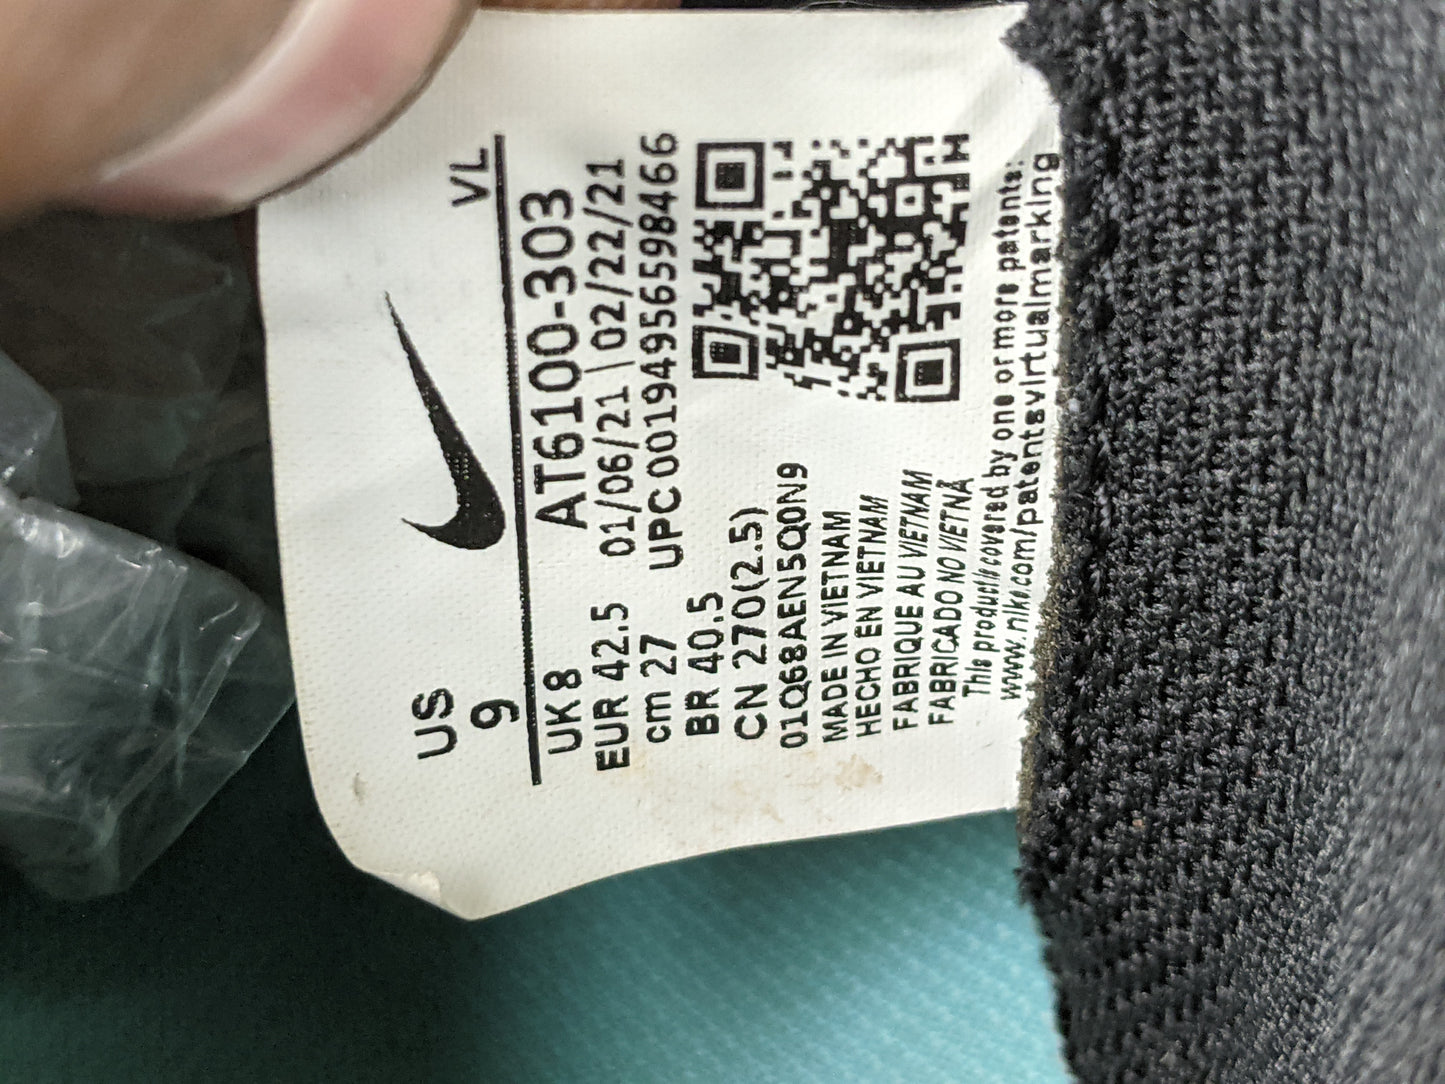 US VL
9
UK 8 AT6100-303
EUR 42.5 01/06/21 \ 02/22/21
cm 27 UPC 00194956598466
BR 40.5
CN 270(2.5)
01Q68AEN5Q0N9
MADE IN VIETNAM
HECHO EN VIETNAM
FABRIQUE AU VIETNAM
FABRICADO NO VIETNÃ
This product is covered by one or more patents:
www.nike.com/patentsvirtualmarking